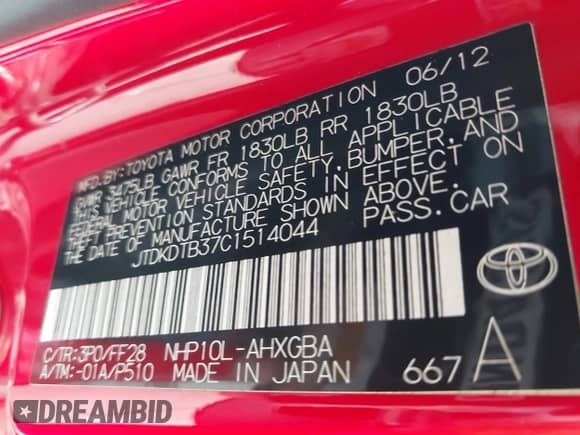 MFD.BY:TOYOTA MOTOR CORPORATION 06/12
GVWR 3475LB GAWR FR 1830LB RR 1830LB
THIS VEHICLE CONFORMS TO ALL APPLICABLE
FEDERAL MOTOR VEHICLE SAFETY,BUMPER,AND
THEFT PREVENTION STANDARDS IN EFFECT ON
THE DATE OF MANUFACTURE SHOWN ABOVE.
JTDKDTB37C1514044 PASS.CAR
C/TR:3P0/FF28 NHP10L-AHXGBA
A/TM:-01A/P510 MADE IN JAPAN 667 A
DREAMBID